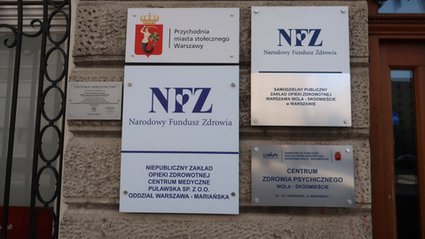 Przychodnia
miasta stołecznego
Warszawy
NFZ
Narodowy Fundusz Zdrowia
NIEPUBLICZNY ZAKŁAD
OPIEKI ZDROWOTNEJ
CENTRUM MEDYCZNE
PUŁAWSKA SP. Z O.O.
ODDZIAŁ WARSZAWA - MARIAŃSKA
NFZ
Narodowy Fundusz Zdrowia
SAMODZIELNY PUBLICZNY
ZAKŁAD OPIEKI ZDROWOTNEJ
WARSZAWA WOLA - ŚRÓDMIEŚCIE
w WARSZAWIE
CENTRUM
ZDROWIA PSYCHICZNEGO
WOLA - ŚRÓDMIEŚCIE